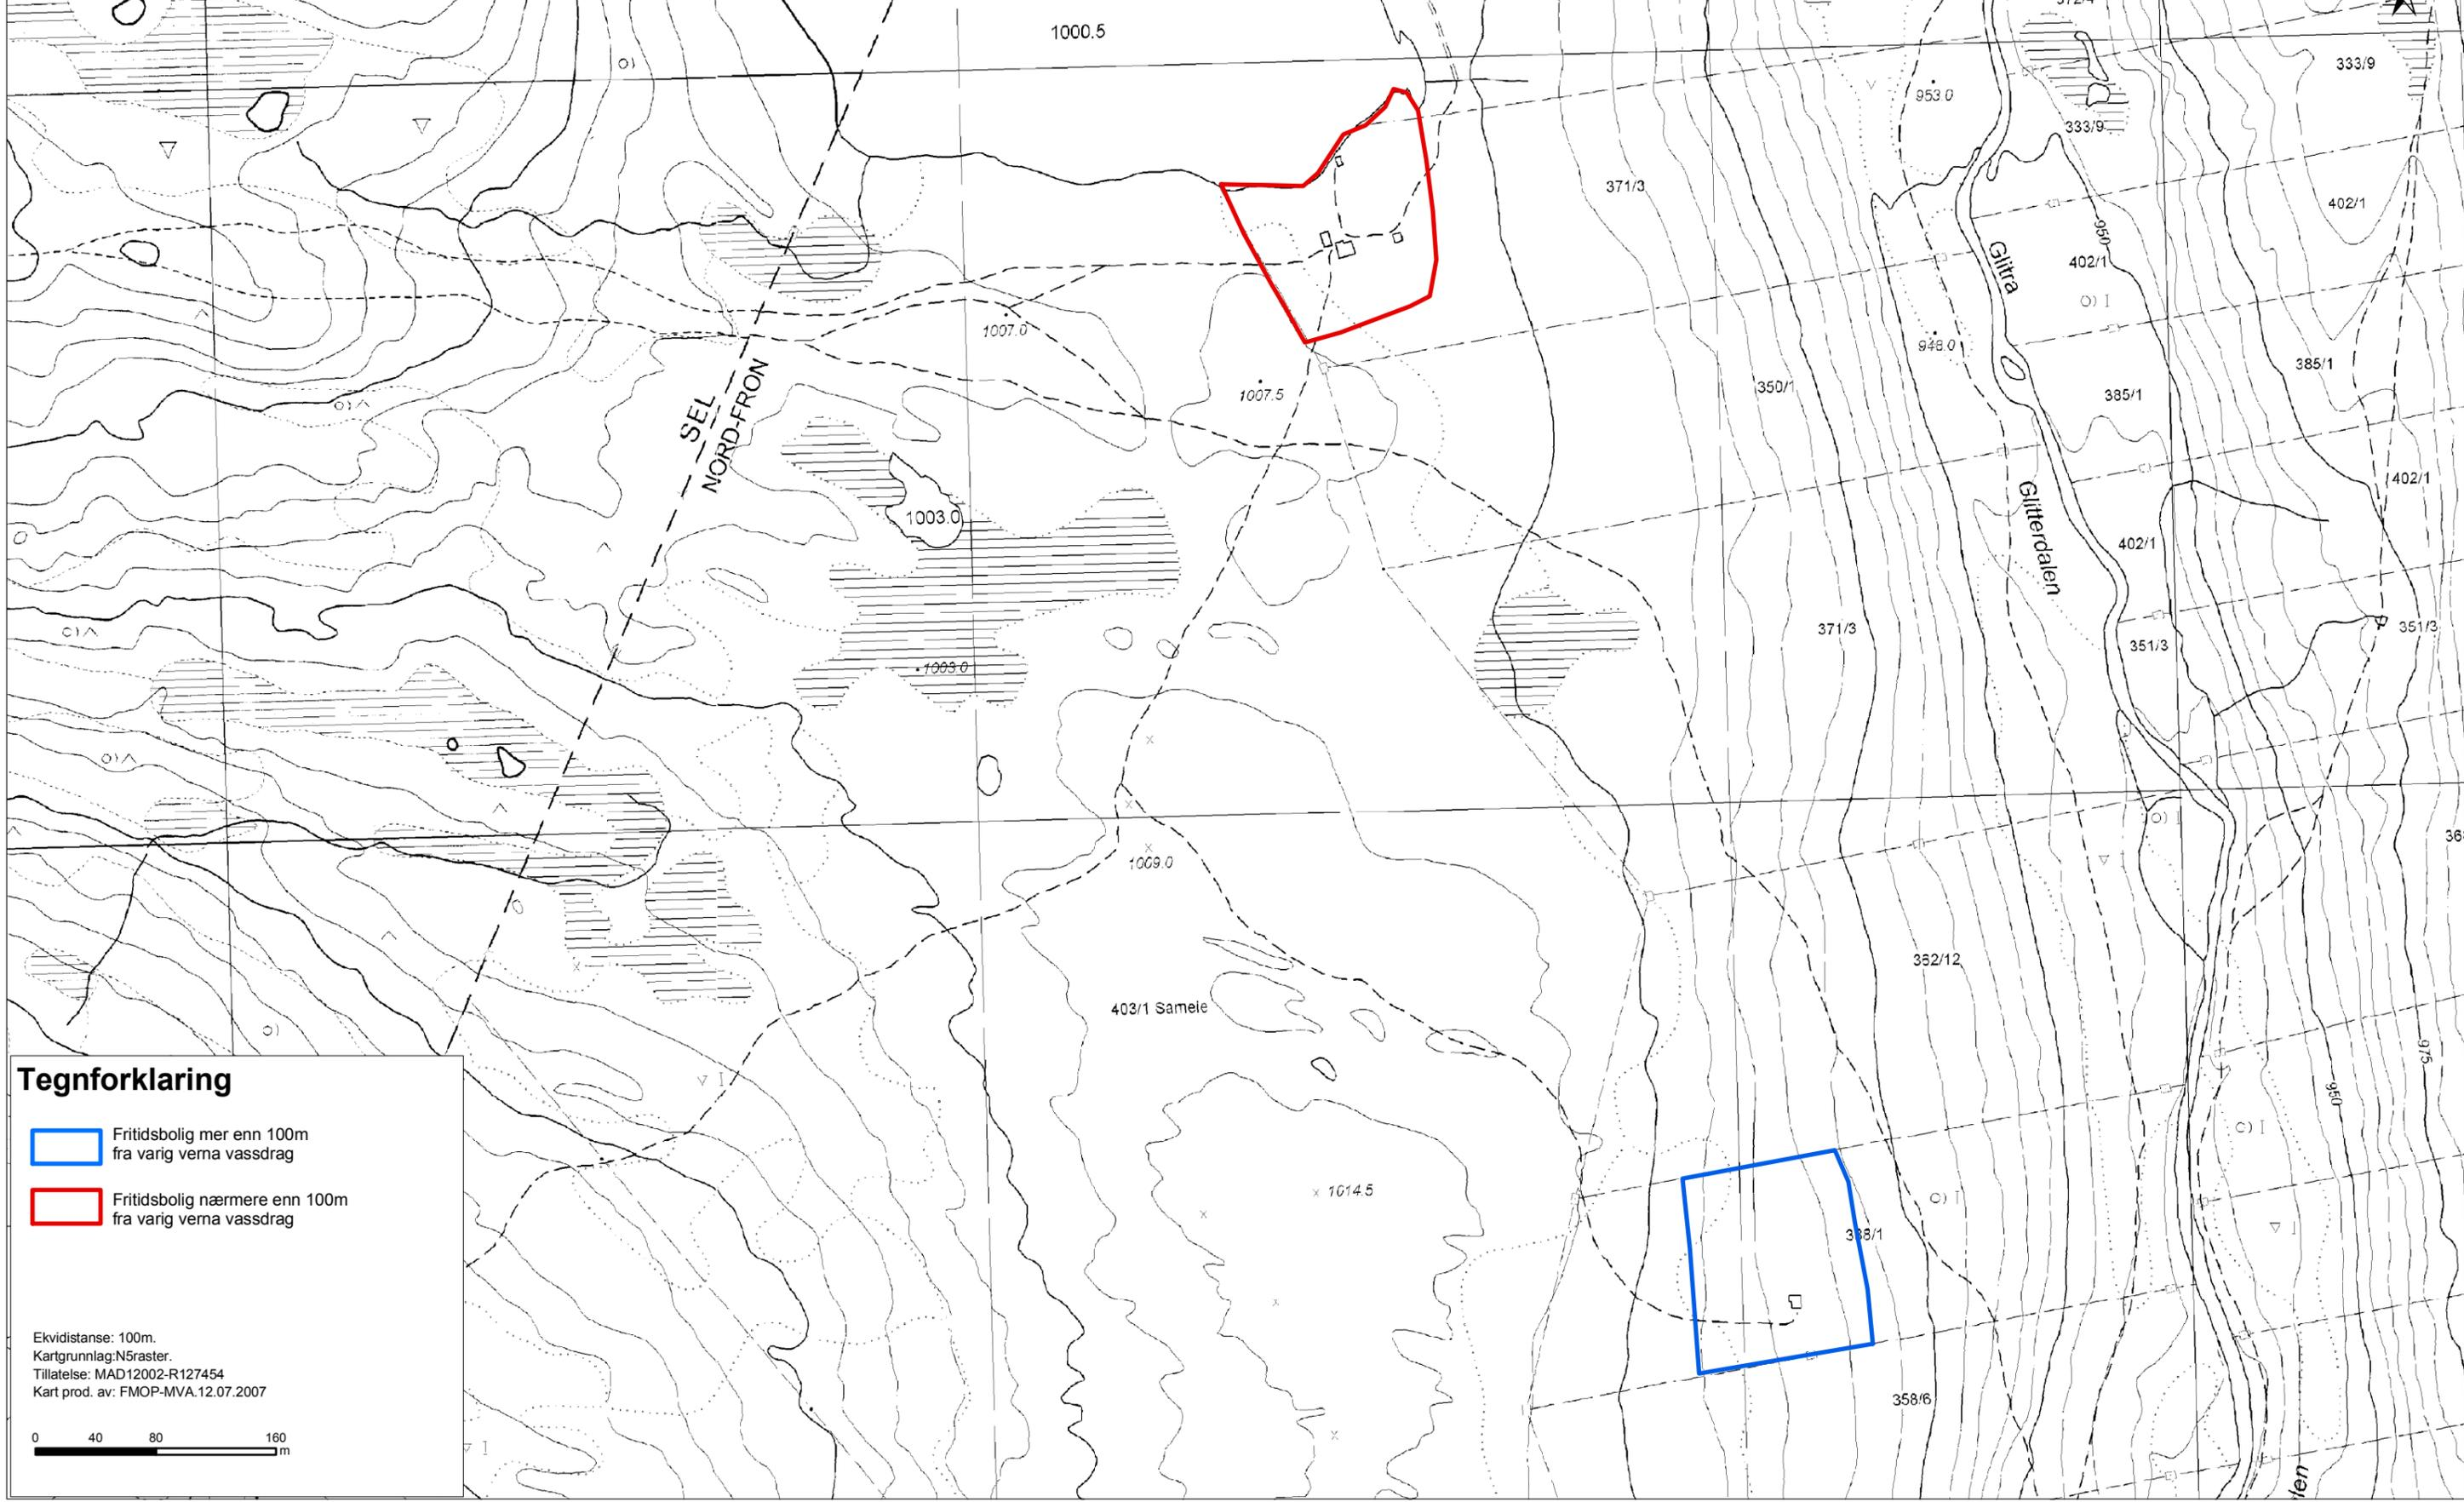 1000.5
333/9
953.0
333/9
371/3
402/1
950
Glitra
402/1
1007.0
948.0
SEL
NORD-FRON
385/1
350/1
1007.5
385/1
402/1
Glitterdalen
1003.0
402/1
371/3
351/3
351/3
1003.0
1009.0
362/12
403/1 Sameie
975
950
1014.5
358/6
Tegnforklaring
Fritidsbolig mer enn 100m
fra varig verna vassdrag
Fritidsbolig nærmere enn 100m
fra varig verna vassdrag
Ekvidistanse: 100m.
Kartgrunnlag:N5raster.
Tillatelse: MAD12002-R127454
Kart prod. av: FMOP-MVA.12.07.2007
0 40 80 160
m